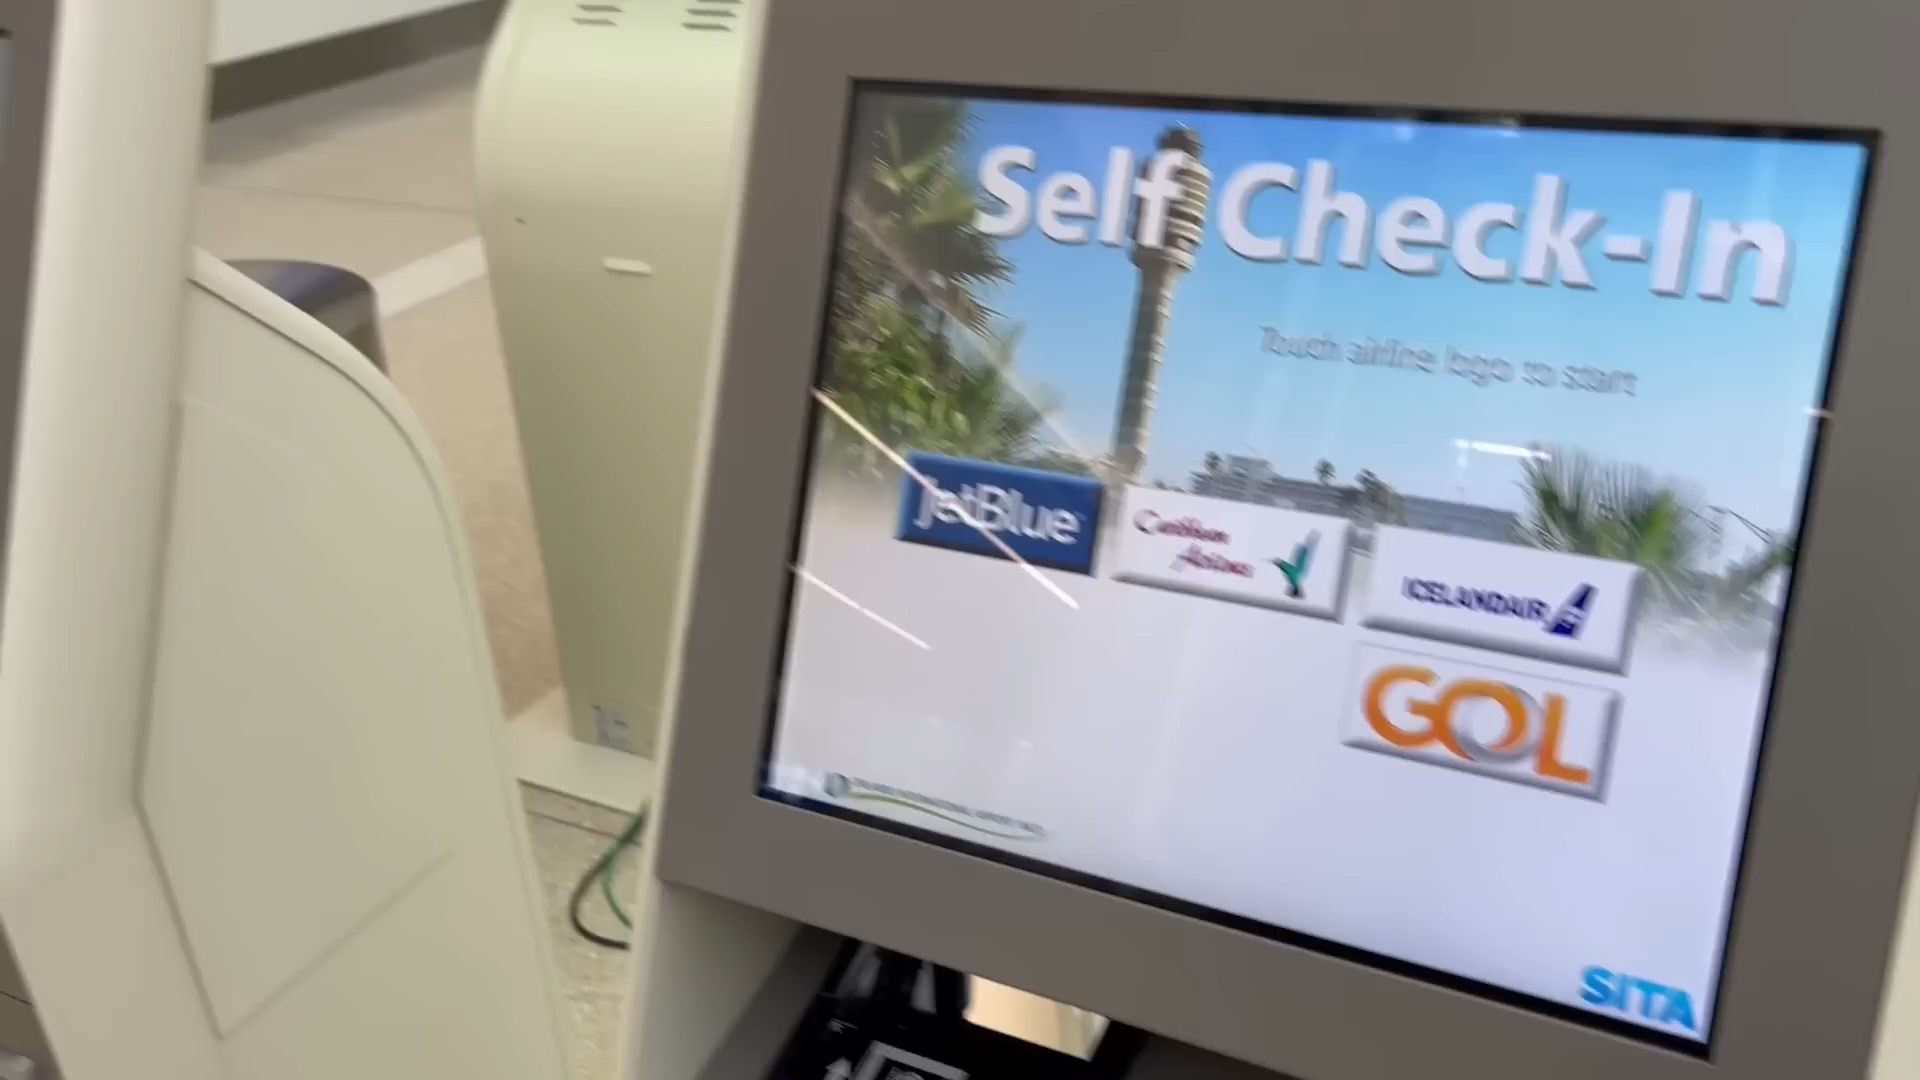 Self Check-In
Touch airline logo to start
jetBlue
Caribbean
Airlines
ICELANDAIR
GOL
SITA